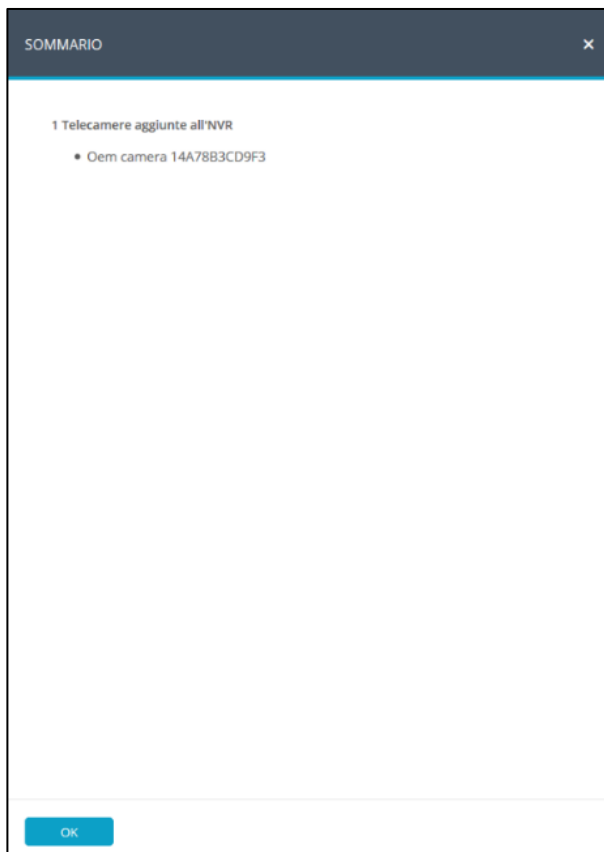 SOMMARIO ×
1 Telecamere aggiunte all'NVR
• Oem camera 14A78B3CD9F3
OK